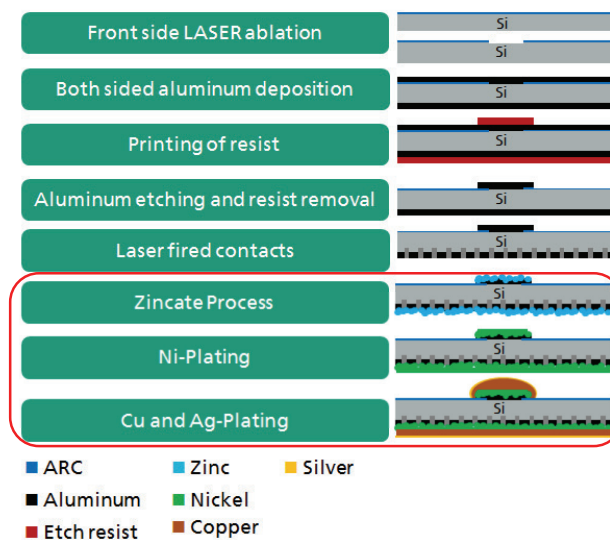 Front side LASER ablation
Si
Si
Both sided aluminum deposition
Si
Printing of resist
Si
Aluminum etching and resist removal
Si
Laser fired contacts
Si
Zincate Process
Si
Ni-Plating
Si
Cu and Ag-Plating
Si
ARC Zinc Silver
Aluminum Nickel
Etch resist Copper